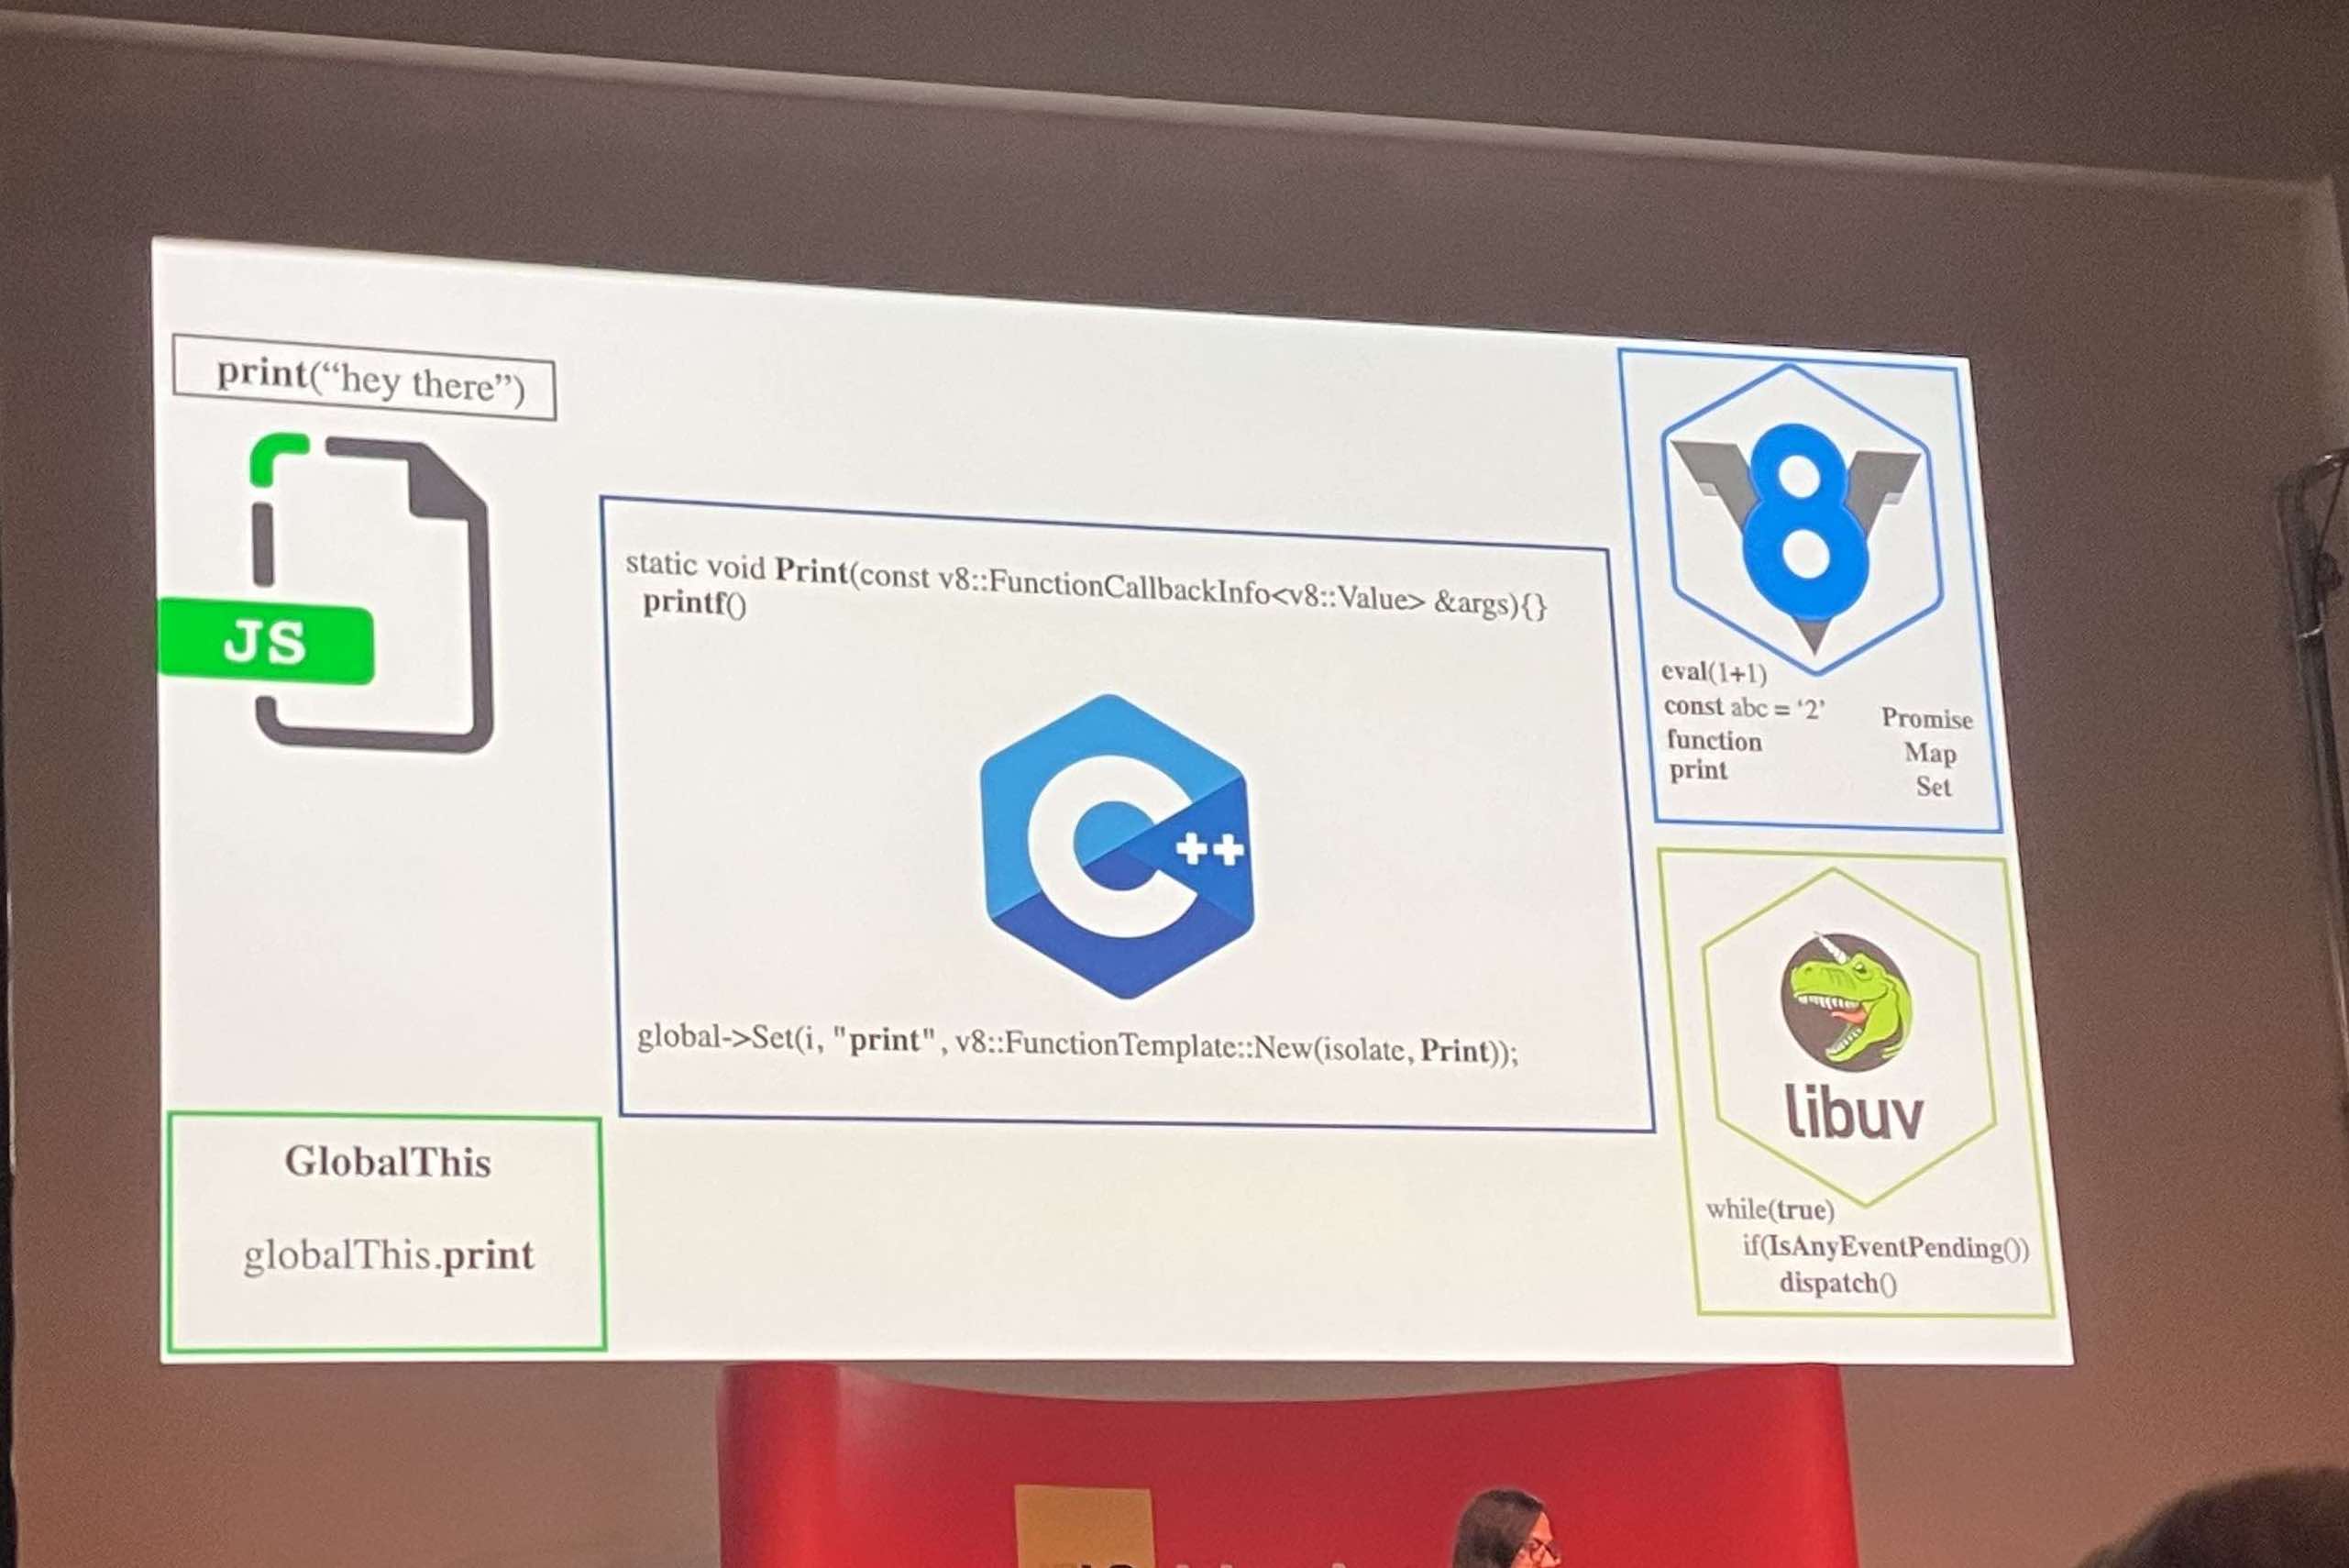 print(“hey there”)
JS
static void Print(const v8::FunctionCallbackInfo<v8::Value> &args){}
printf()
C++
global->Set(i, "print", v8::FunctionTemplate::New(isolate, Print));
GlobalThis
globalThis.print
V8
eval(1+1)
const abc = ‘2’
function
print
Promise
Map
Set
libuv
while(true)
if(IsAnyEventPending())
dispatch()